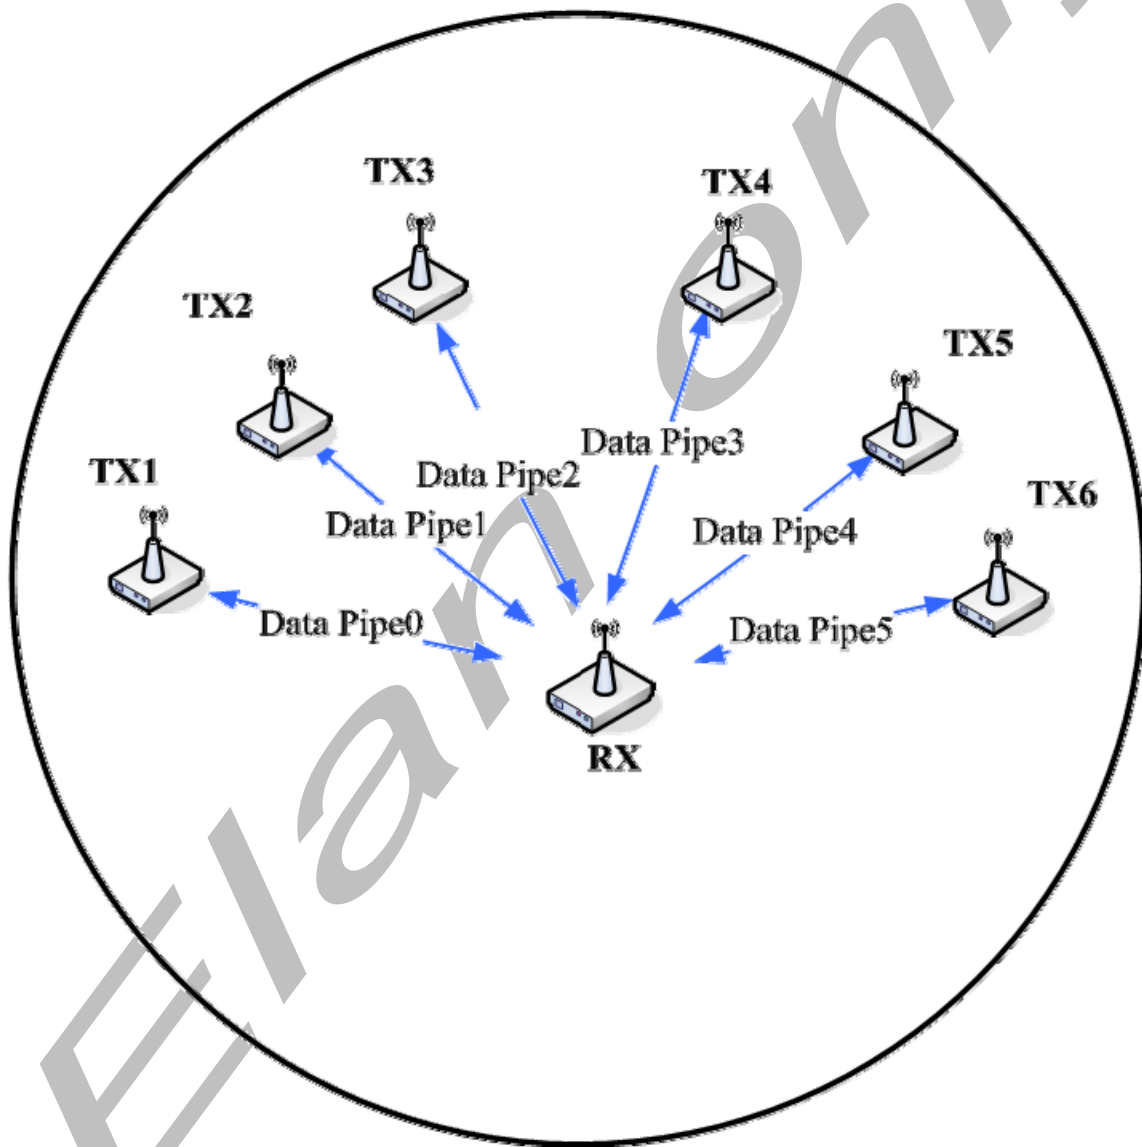 TX3
TX4
TX2
TX5
TX1
TX6
Data Pipe3
Data Pipe2
Data Pipe1
Data Pipe4
Data Pipe0
Data Pipe5
RX
Elan